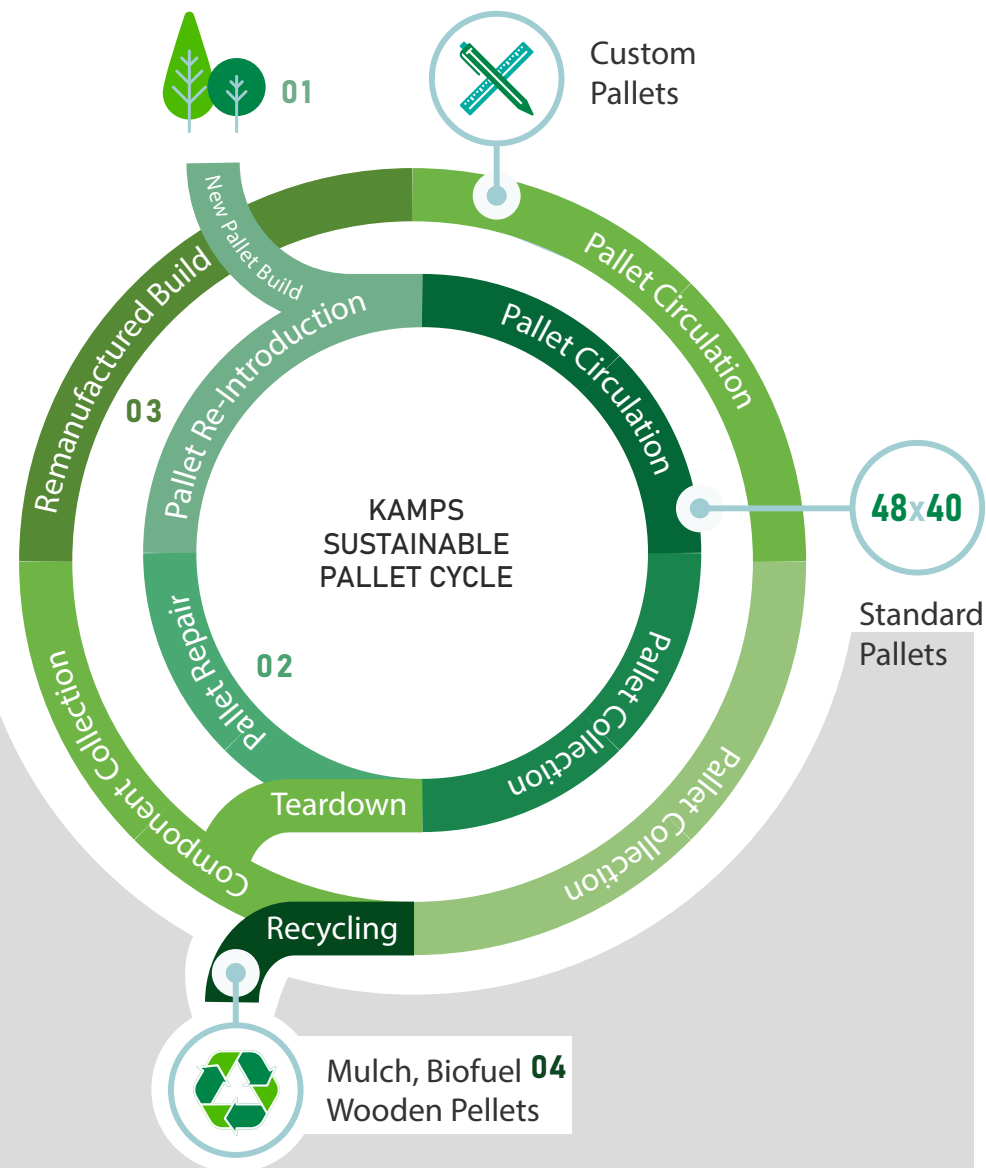 01
Custom
Pallets
New Pallet Build
Pallet Circulation
Remanufactured Build
Pallet Re-Introduction
Pallet Circulation
03
KAMPS
SUSTAINABLE
PALLET CYCLE
48x40
Standard
Pallets
Pallet Repair
02
Pallet Collection
Component Collection
Pallet Collection
Teardown
Recycling
Mulch, Biofuel 04
Wooden Pellets